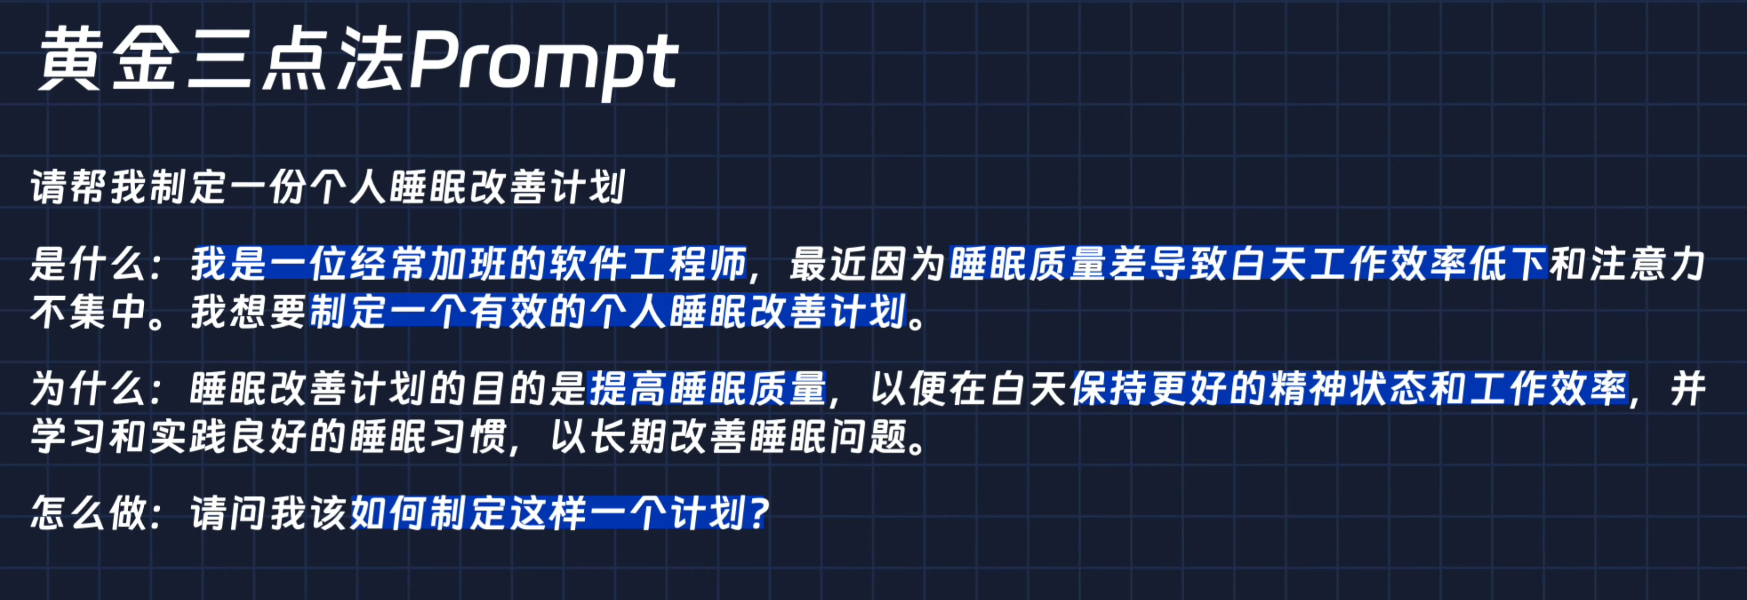 黄金三点法Prompt
请帮我制定一份个人睡眠改善计划
是什么：我是一位经常加班的软件工程师，最近因为睡眠质量差导致白天工作效率低下和注意力
不集中。我想要制定一个有效的个人睡眠改善计划。
为什么：睡眠改善计划的目的是提高睡眠质量，以便在白天保持更好的精神状态和工作效率，并
学习和实践良好的睡眠习惯，以长期改善睡眠问题。
怎么做：请问我该如何制定这样一个计划？